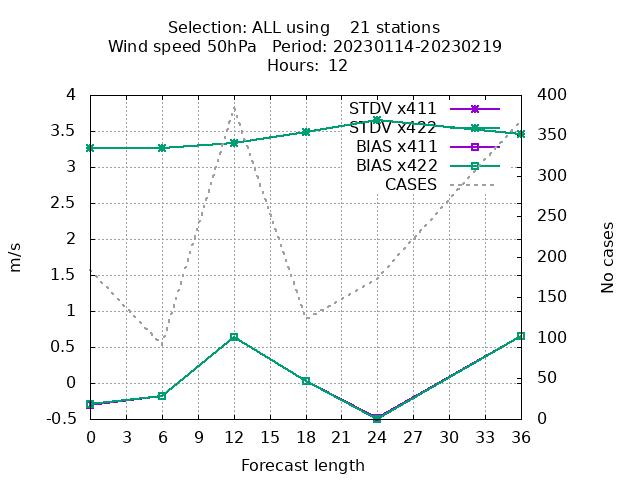 Selection: ALL using 21 stations
Wind speed 50hPa Period: 20230114-20230219
Hours: 12
4 400
STDV x411
STDV x422
3.5 350
BIAS x411
BIAS x422
3 300
CASES
2.5 250
2 200
m/s
No cases
1.5 150
1 100
0.5 50
0
-0.5 0
0 3 6 9 12 15 18 21 24 27 30 33 36
Forecast length